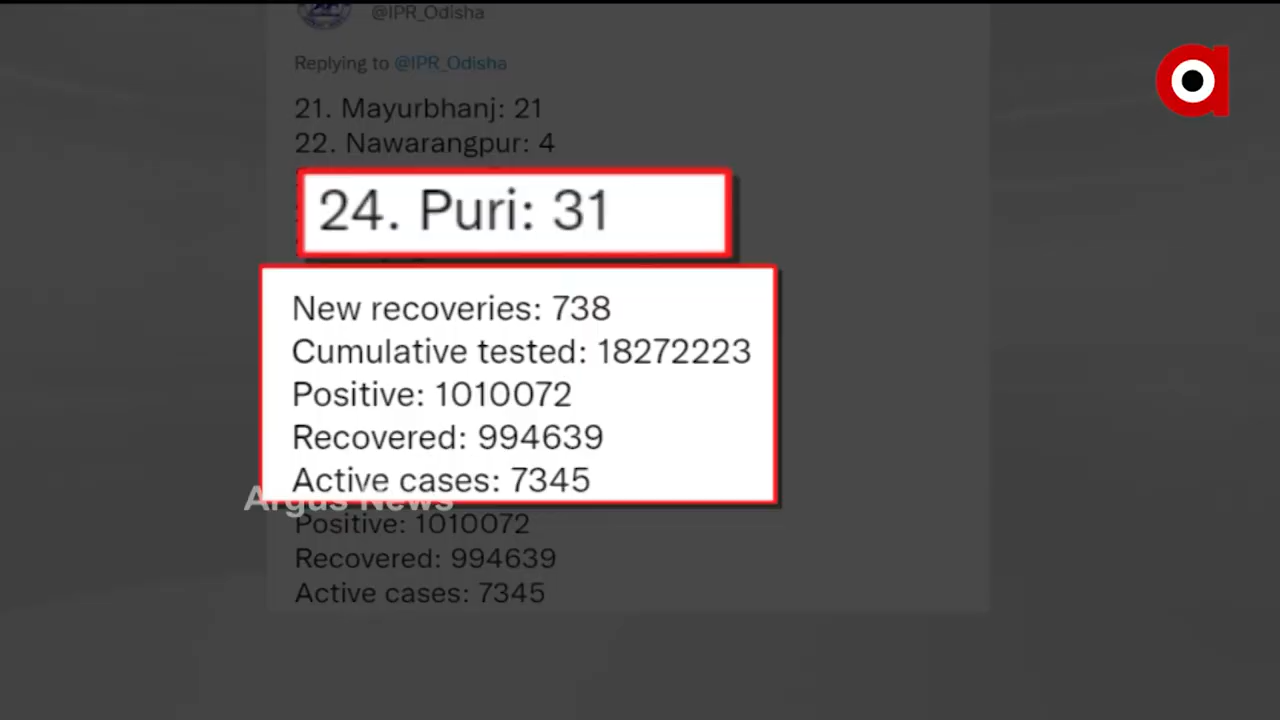 @IPR_Odisha
Replying to @IPR_Odisha
21. Mayurbhanj: 21
22. Nawarangpur: 4
24. Puri: 31
New recoveries: 738
Cumulative tested: 18272223
Positive: 1010072
Recovered: 994639
Active cases: 7345
Argus News
Positive: 1010072
Recovered: 994639
Active cases: 7345